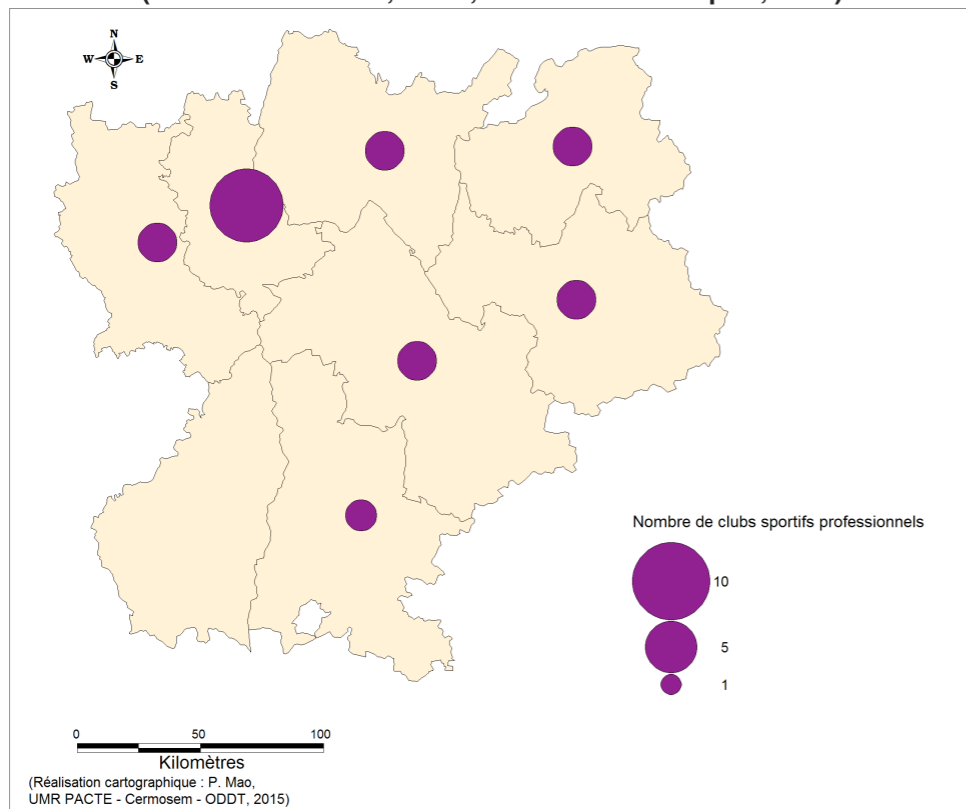 N
W E
S
Nombre de clubs sportifs professionnels
10
5
1
0 50 100
Kilomètres
(Réalisation cartographique : P. Mao,
UMR PACTE - Cermosem - ODDT, 2015)